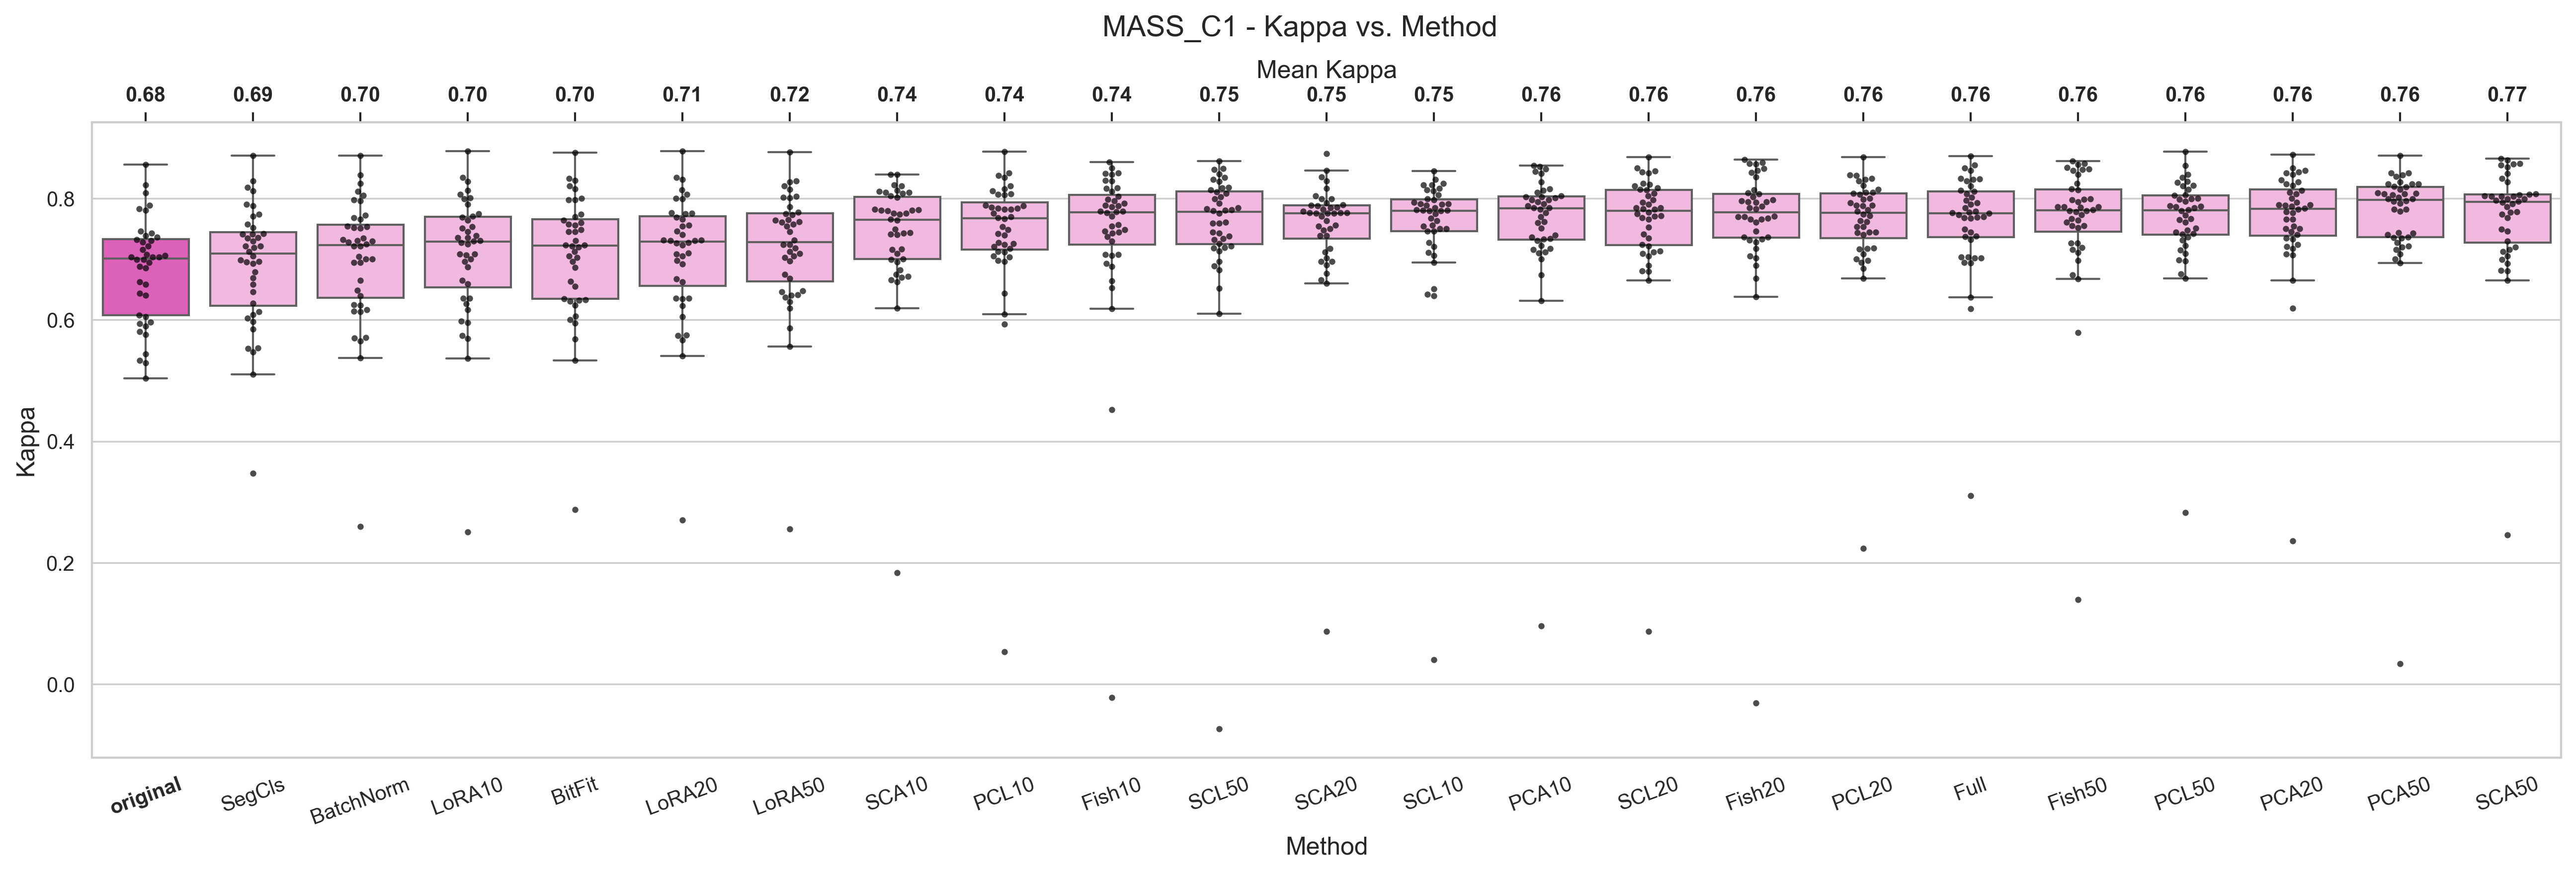 MASS_C1 - Kappa vs. Method
Mean Kappa
0.68 0.69 0.70 0.70 0.70 0.71 0.72 0.74 0.74 0.74 0.75 0.75 0.75 0.76 0.76 0.76 0.76 0.76 0.76 0.76 0.76 0.76 0.77
Kappa
0.8
0.6
0.4
0.2
0.0
original SegCls BatchNorm LoRA10 BitFit LoRA20 LoRA50 SCA10 PCL10 Fish10 SCL50 SCA20 SCL10 PCA10 SCL20 Fish20 PCL20 Full Fish50 PCL50 PCA20 PCA50 SCA50
Method